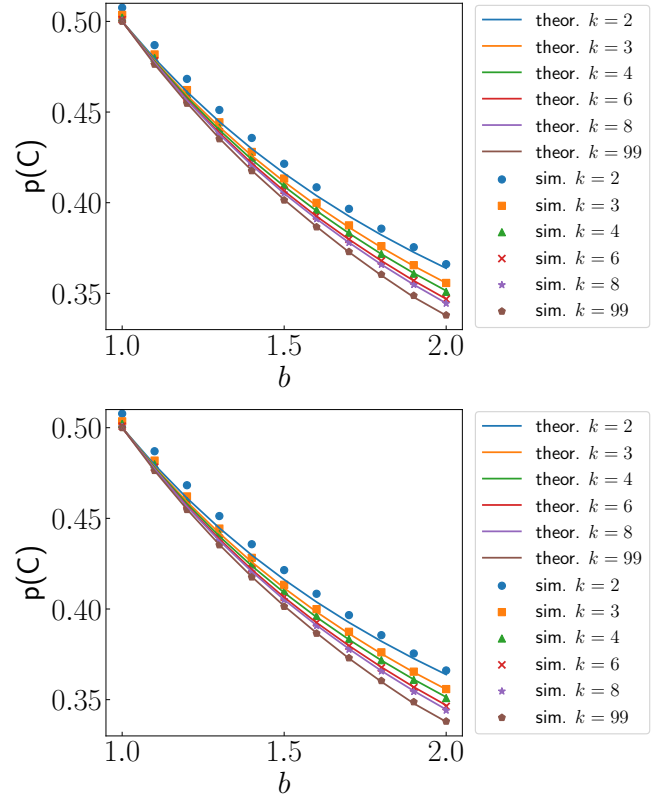 0.50
0.45
0.40
0.35
p(C)
1.0
1.5
2.0
b
theor. k = 2
theor. k = 3
theor. k = 4
theor. k = 6
theor. k = 8
theor. k = 99
sim. k = 2
sim. k = 3
sim. k = 4
sim. k = 6
sim. k = 8
sim. k = 99
0.50
0.45
0.40
0.35
p(C)
1.0
1.5
2.0
b
theor. k = 2
theor. k = 3
theor. k = 4
theor. k = 6
theor. k = 8
theor. k = 99
sim. k = 2
sim. k = 3
sim. k = 4
sim. k = 6
sim. k = 8
sim. k = 99